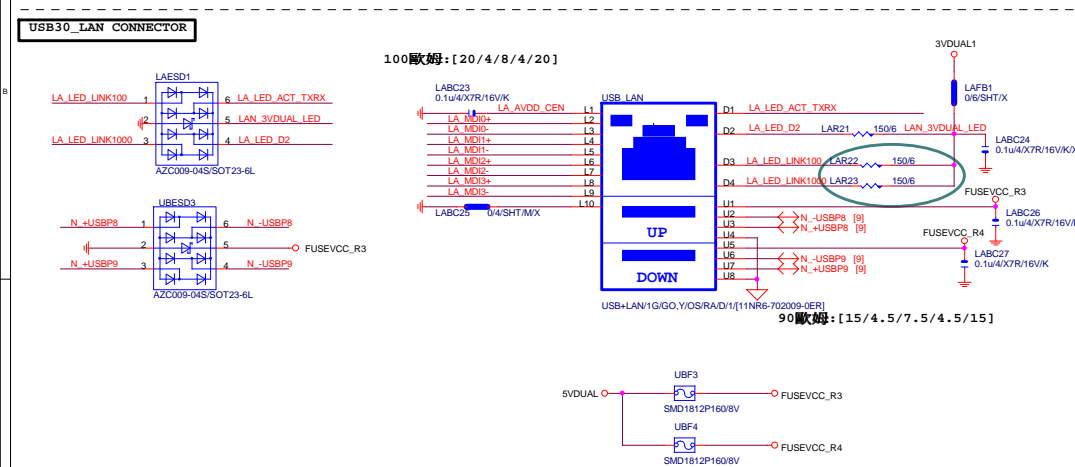 USB30_LAN CONNECTOR
B
100歐姆:[20/4/8/4/20]
3VDUAL1
LAESD1
LA_LED_LINK100 1 6 LA_LED_ACT_TXRX
2 5 LAN_3VDUAL_LED
LA_LED_LINK1000 3 4 LA_LED_D2
AZC009-04S/SOT23-6L
UBESD3
N_+USBP8 1 6 N_-USBP8
2 5 FUSEVCC_R3
N_+USBP9 3 4 N_-USBP9
AZC009-04S/SOT23-6L
LABC23
0.1u/4/X7R/16V/K
LA_AVDD_CEN L1
LA_MDI0+ L2
LA_MDI0- L3
LA_MDI1+ L4
LA_MDI1- L5
LA_MDI2+ L6
LA_MDI2- L7
LA_MDI3+ L8
LA_MDI3- L9
L10
LABC25 0/4/SHT/M/X
USB_LAN
UP
DOWN
USB+LAN/1G/GO,Y/OS/RA/D/1/[11NR6-702009-0ER]
D1 LA_LED_ACT_TXRX
D2 LA_LED_D2 LAR21 150/6 LAN_3VDUAL_LED
D3 LA_LED_LINK100 LAR22 150/6
D4 LA_LED_LINK1000 LAR23 150/6
LAFB1
0/6/SHT/X
LABC24
0.1u/4/X7R/16V/K/X
U1 FUSEVCC_R3
U2 N_-USBP8 [9]
U3 N_+USBP8 [9]
U4
U5 FUSEVCC_R4
U6 N_-USBP9 [9]
U7 N_+USBP9 [9]
U8
LABC26
0.1u/4/X7R/16V/
LABC27
0.1u/4/X7R/16V/K
90歐姆:[15/4.5/7.5/4.5/15]
UBF3
5VDUAL FUSEVCC_R3
SMD1812P160/8V
UBF4
FUSEVCC_R4
SMD1812P160/8V